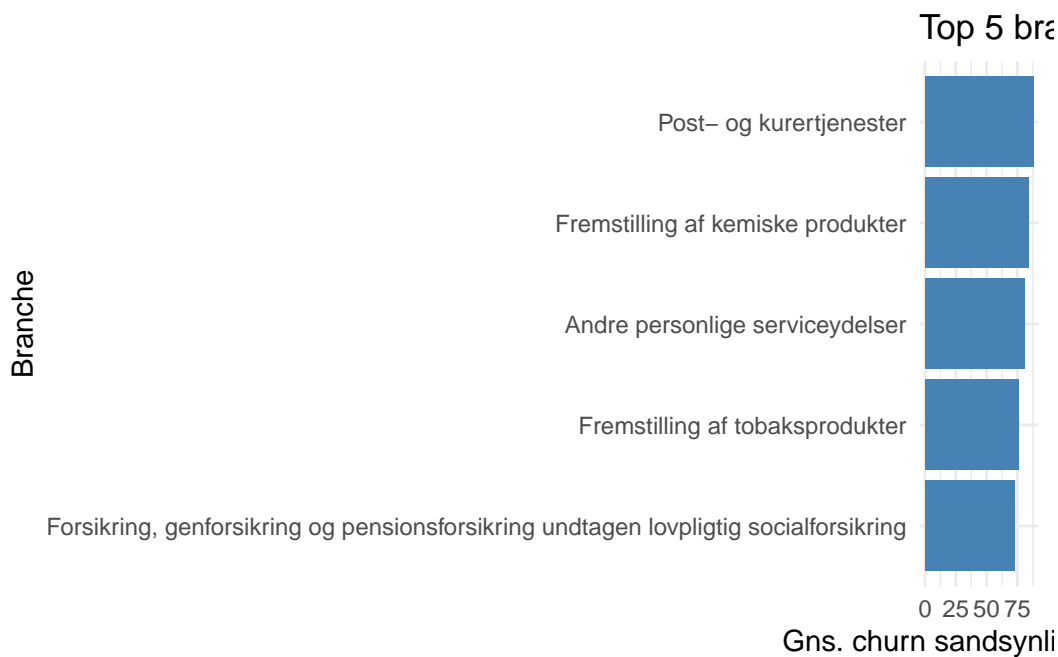 Top 5 bra
Post− og kurertjenester
Fremstilling af kemiske produkter
Andre personlige serviceydelser
Fremstilling af tobaksprodukter
Forsikring, genforsikring og pensionsforsikring undtagen lovpligtig socialforsikring
Branche
0 25 50 75
Gns. churn sandsynli